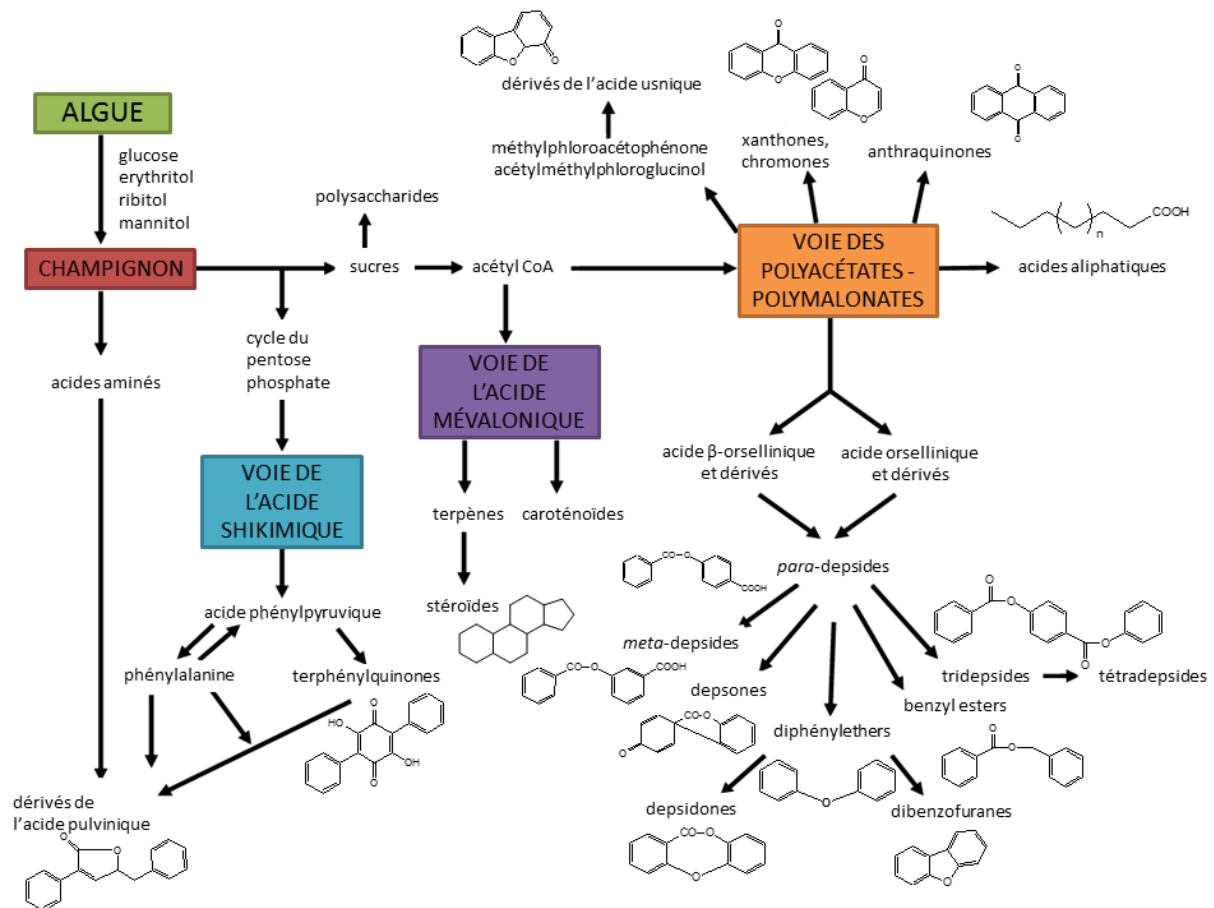 O
O
O
O
O
O
O
O
dérivés de l'acide usnique
ALGUE
glucose
erythritol
ribitol
mannitol
méthylphloroacétophénone
acétylméthylphloroglucinol
xanthones,
chromones
anthraquinones
polysaccharides
COOH
n
CHAMPIGNON
sucres
acétyl CoA
VOIE DES
POLYACÉTATES -
POLYMALONATES
acides aliphatiques
cycle du
pentose
phosphate
acides aminés
VOIE DE
L'ACIDE
MÉVALONIQUE
acide β-orsellinique
et dérivés
acide orsellinique
et dérivés
VOIE DE
L'ACIDE
SHIKIMIQUE
terpènes
caroténoïdes
CO-O
COOH
para-depsides
acide phénylpyruvique
stéroïdes
O
O
O
O
meta-depsides
CO-O
COOH
phénylalanine
terphénylquinones
depsones
tridepsides
tétradepsides
benzyl esters
HO
O
O
OH
CO-O
O
diphénylethers
O
O
O
dérivés de
l'acide pulvinique
O
O
depsidones
dibenzofuranes
CO-O
O
O